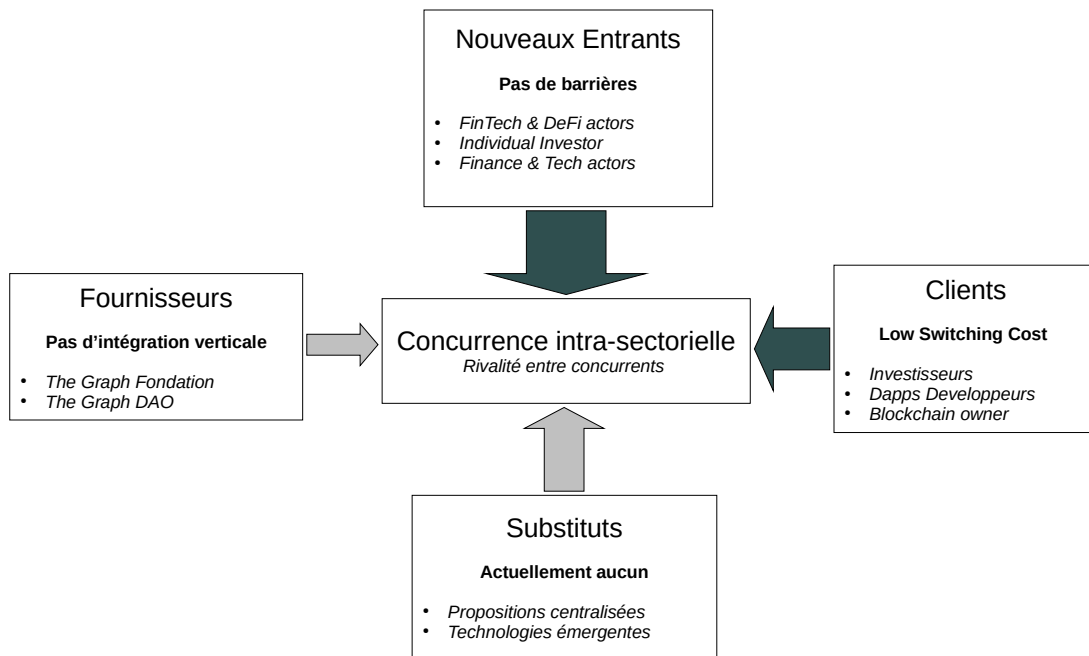 Nouveaux Entrants
Pas de barrières
• FinTech & DeFi actors
• Individual Investor
• Finance & Tech actors
Fournisseurs
Pas d’intégration verticale
• The Graph Fondation
• The Graph DAO
Concurrence intra-sectorielle
Rivalité entre concurrents
Clients
Low Switching Cost
• Investisseurs
• Dapps Developpeurs
• Blockchain owner
Substituts
Actuellement aucun
• Propositions centralisées
• Technologies émergentes